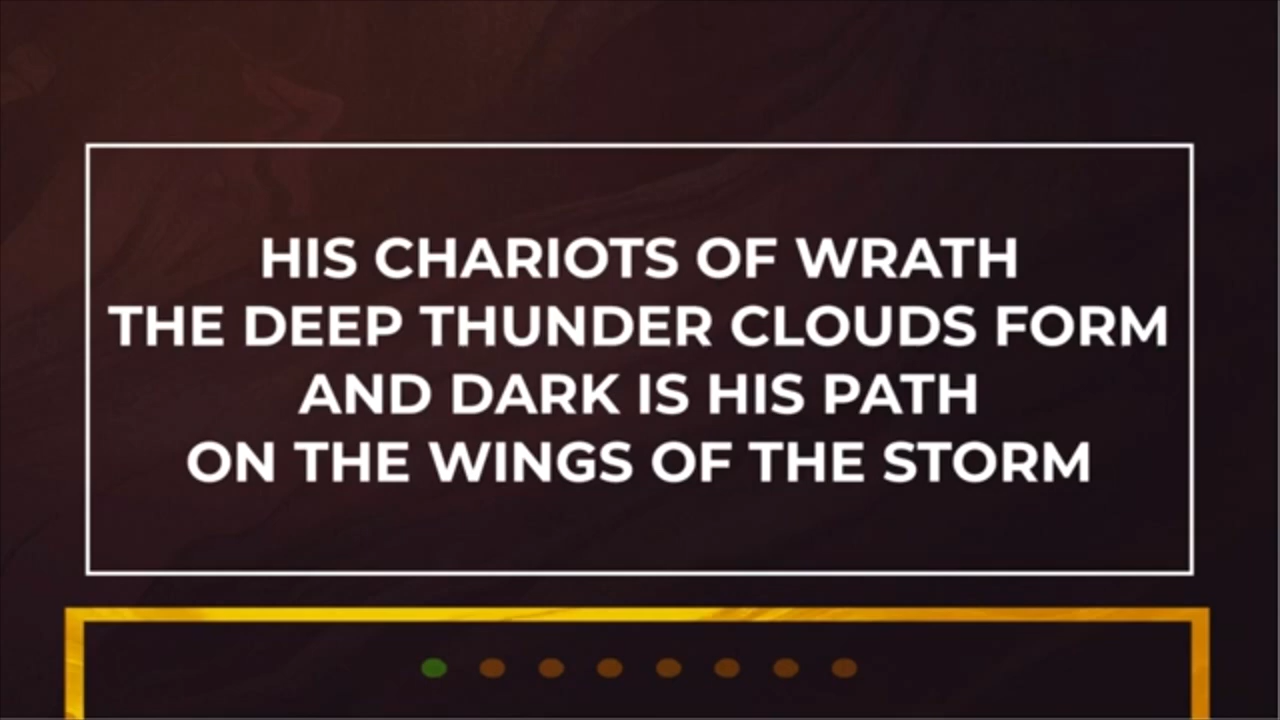 HIS CHARIOTS OF WRATH
THE DEEP THUNDER CLOUDS FORM
AND DARK IS HIS PATH
ON THE WINGS OF THE STORM